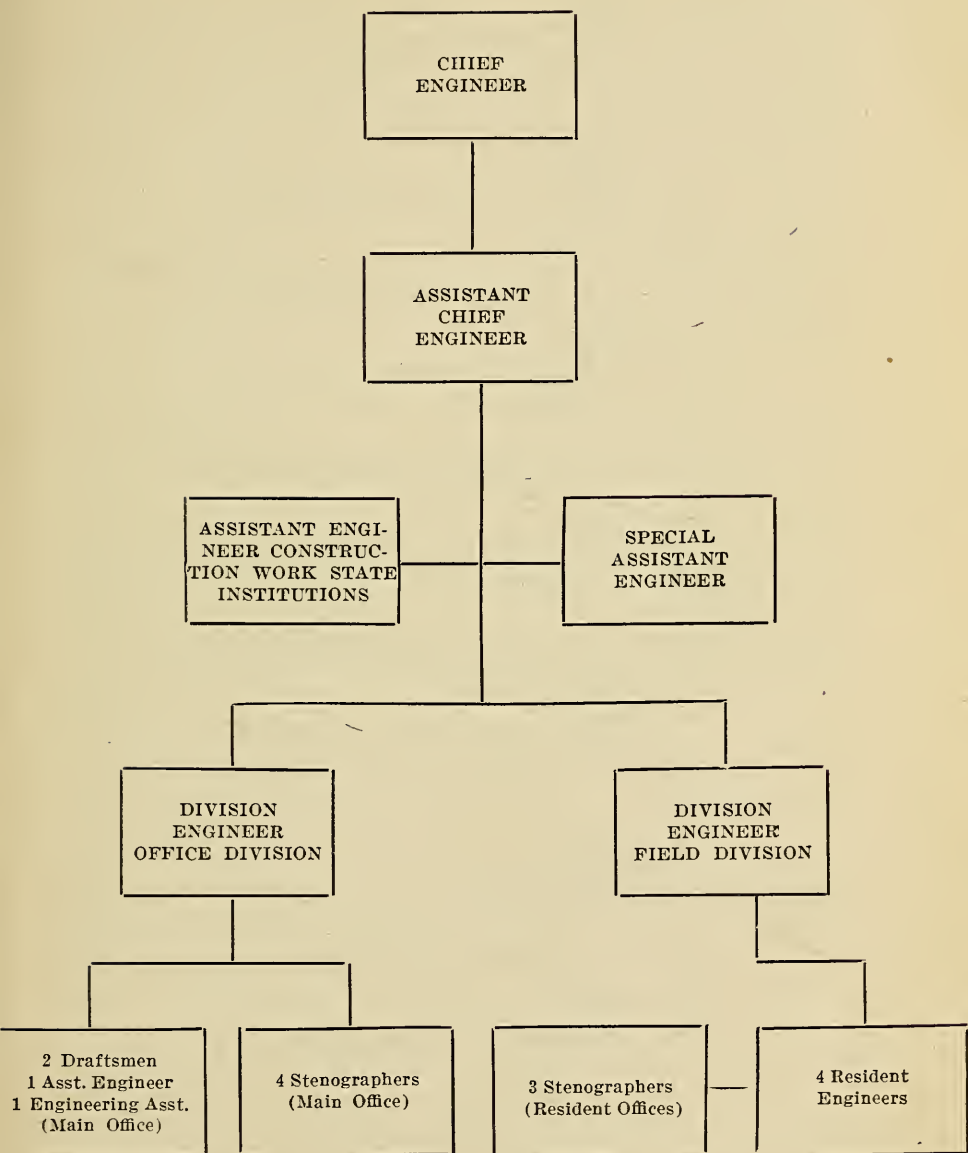 CHIEF
ENGINEER
ASSISTANT
CHIEF
ENGINEER
ASSISTANT ENGI-
NEER CONSTRUC-
TION WORK STATE
INSTITUTIONS
SPECIAL
ASSISTANT
ENGINEER
DIVISION
ENGINEER
OFFICE DIVISION
DIVISION
ENGINEER
FIELD DIVISION
2 Draftsmen
1 Asst. Engineer
1 Engineering Asst.
(Main Office)
4 Stenographers
(Main Office)
3 Stenographers
(Resident Offices)
4 Resident
Engineers